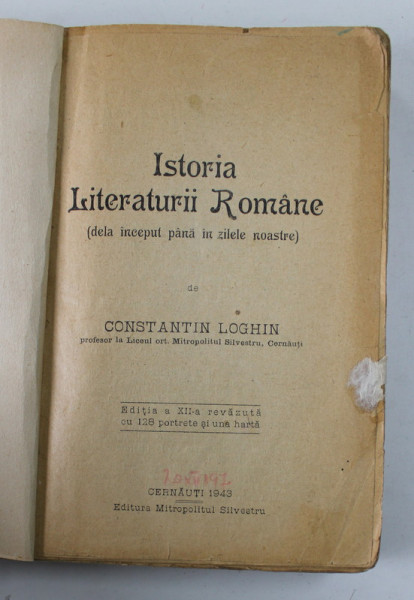 Istoria
Literaturii Române
(dela început până în zilele noastre)
de
CONSTANTIN LOGHIN
profesor la Liceul ort. Mitropolitul Silvestru, Cernăuți
Ediția a XII-a revăzută
cu 128 portrete și una hartă
CERNĂUȚI 1943
Editura Mitropolitul Silvestru